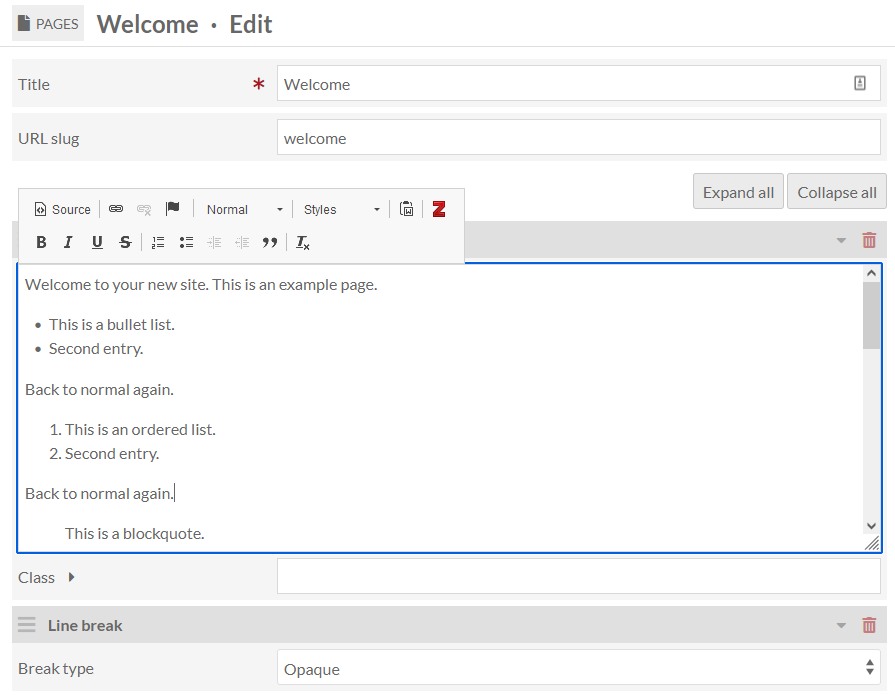 PAGES Welcome · Edit
Title * Welcome
URL slug welcome
Expand all Collapse all
Source Normal Styles Z
B I U S Tx
Welcome to your new site. This is an example page.
• This is a bullet list.
• Second entry.
Back to normal again.
1. This is an ordered list.
2. Second entry.
Back to normal again.
This is a blockquote.
Class
Line break
Break type Opaque